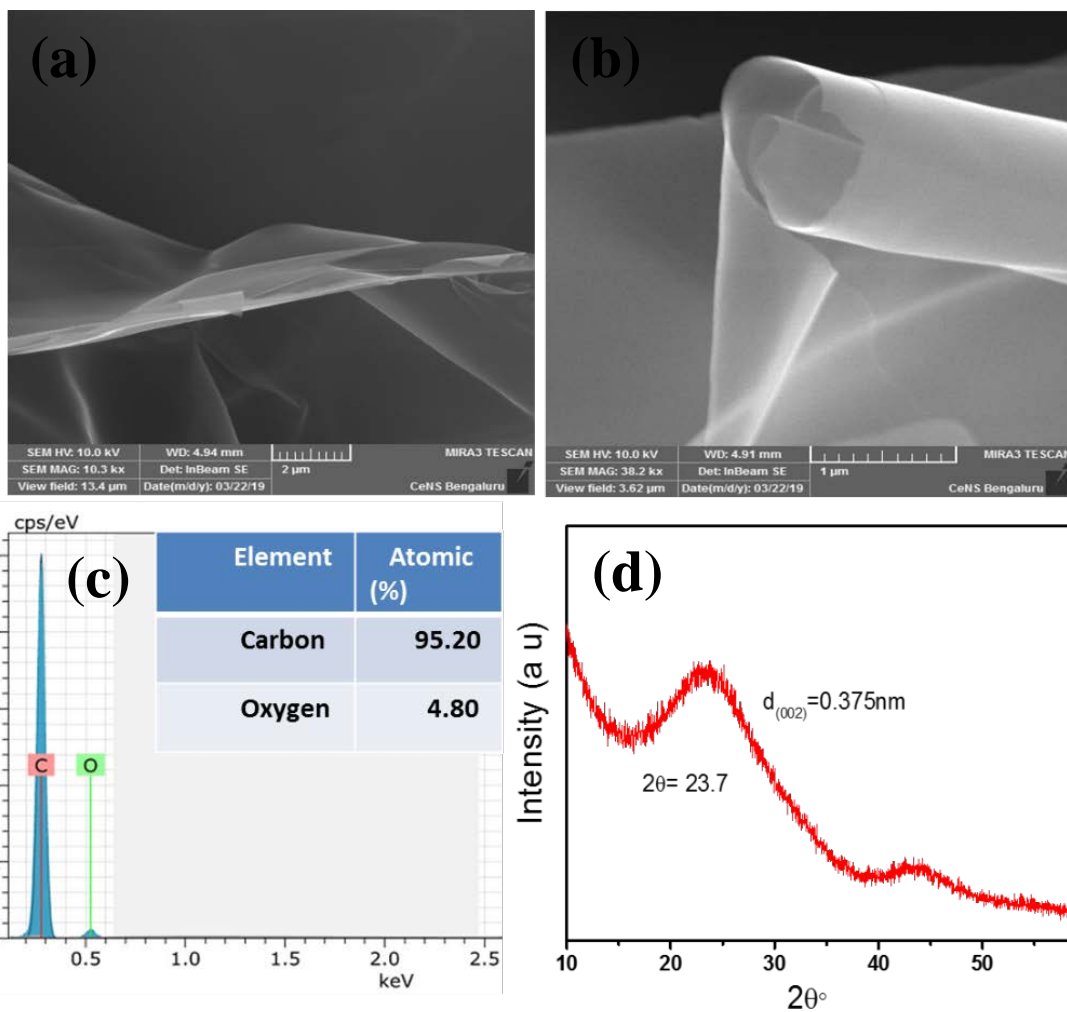 (a)
SEM HV: 10.0 kV WD: 4.94 mm MIRA3 TESCAN
SEM MAG: 10.3 kx Det: InBeam SE 2 µm
View field: 13.4 µm Date(m/d/y): 03/22/19 CeNS Bengaluru
(b)
SEM HV: 10.0 kV WD: 4.91 mm MIRA3 TESCAN
SEM MAG: 38.2 kx Det: InBeam SE 1 µm
View field: 3.62 µm Date(m/d/y): 03/22/19 CeNS Bengaluru
cps/eV
(c)
Element Atomic
(%)
Carbon 95.20
Oxygen 4.80
C O
0.5 1.0 1.5 2.0 2.5
keV
(d)
Intensity (a u)
d(002)=0.375nm
2θ= 23.7
10 20 30 40 50
2θ°